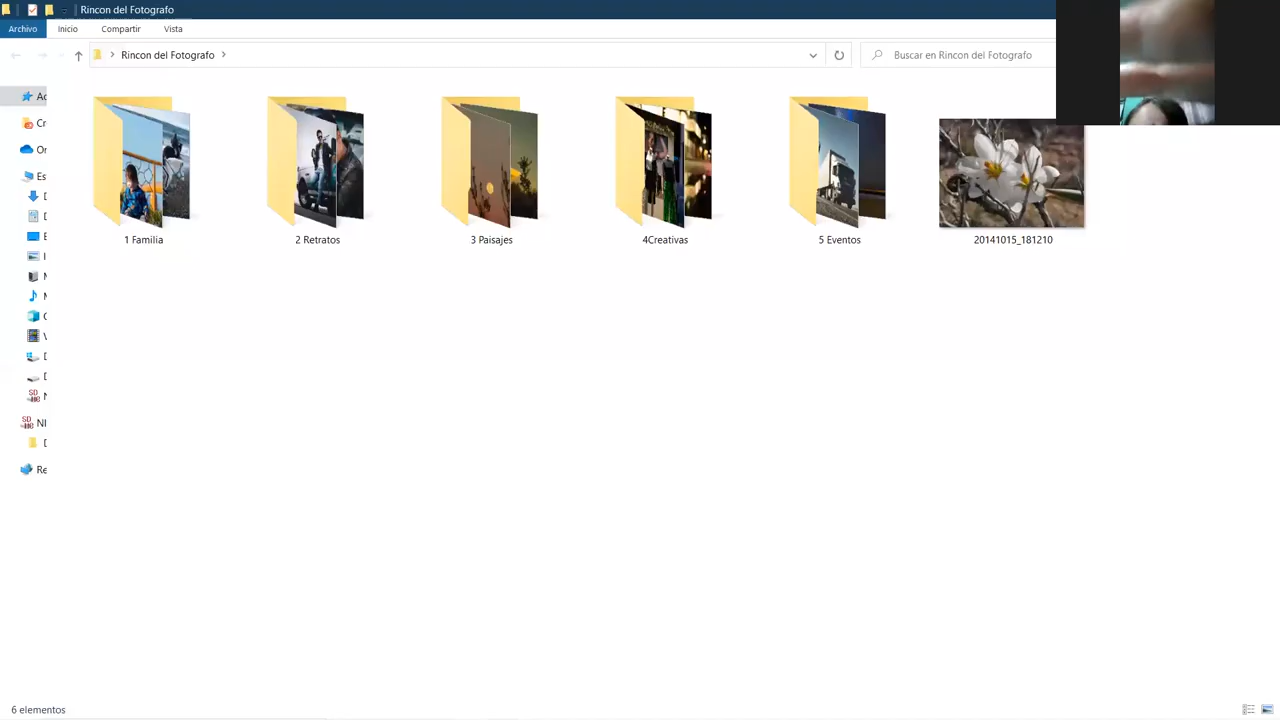 Rincon del Fotografo
Archivo
Inicio
Compartir
Vista
Rincon del Fotografo
Buscar en Rincon del Fotografo
1 Familia
2 Retratos
3 Paisajes
4Creativas
5 Eventos
20141015_181210
6 elementos